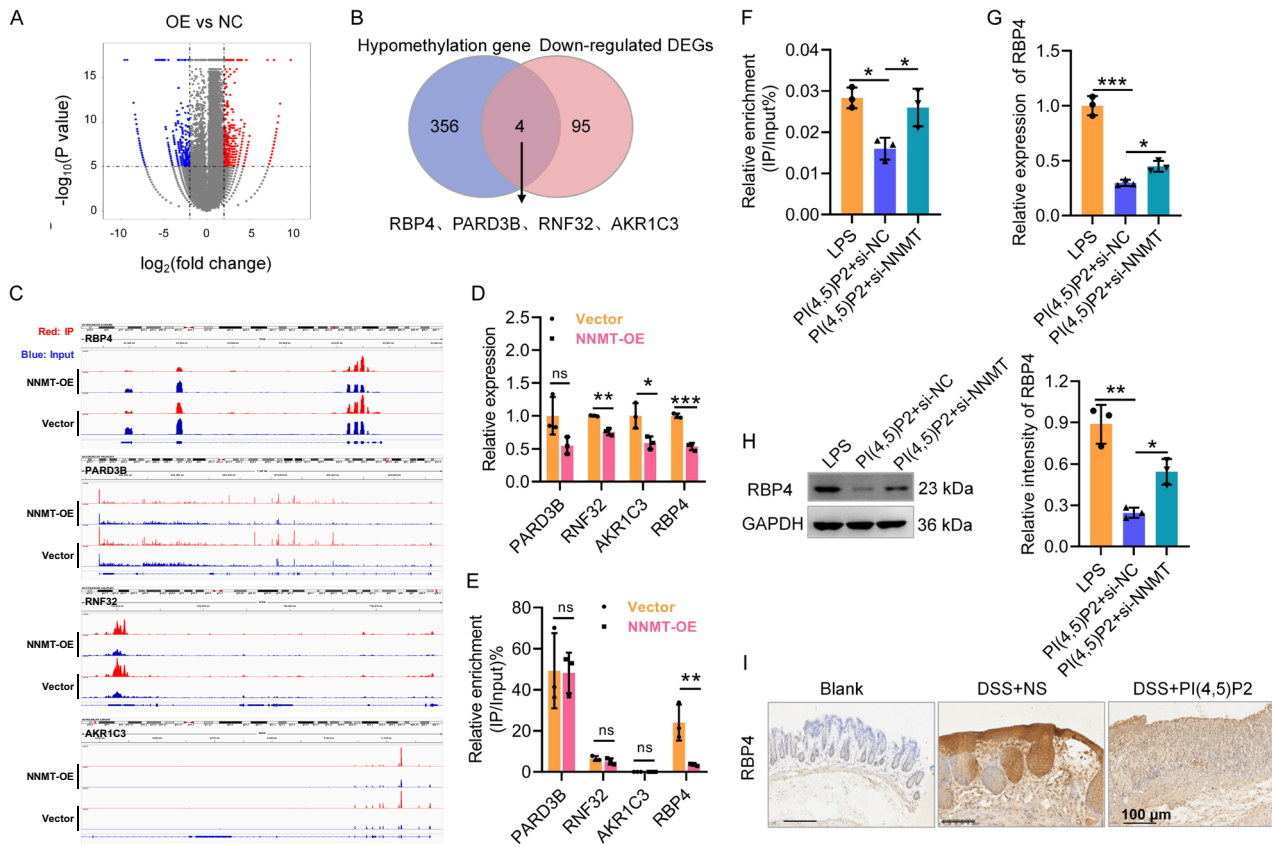 A
OE vs NC
-log10(P value)
15
10
5
0
-10
-5
0
5
10
log2(fold change)
B
Hypomethylation gene
Down-regulated DEGs
356
4
95
RBP4、PARD3B、RNF32、AKR1C3
C
Red: IP
RBP4
Blue: Input
NNMT-OE
Vector
PARD3B
NNMT-OE
Vector
RNF32
NNMT-OE
Vector
AKR1C3
NNMT-OE
Vector
D
Relative expression
2.5
2.0
1.5
1.0
0.5
0.0
Vector
NNMT-OE
ns
**
*
***
PARD3B
RNF32
AKR1C3
RBP4
E
Relative enrichment
(IP/Input)%
80
60
40
20
0
Vector
NNMT-OE
ns
ns
ns
**
PARD3B
RNF32
AKR1C3
RBP4
F
Relative enrichment
(IP/Input%)
0.04
0.03
0.02
0.01
0.00
*
*
LPS
PI(4,5)P2+si-NC
PI(4,5)P2+si-NNMT
G
Relative expression of RBP4
1.5
1.0
0.5
0.0
***
*
LPS
PI(4,5)P2+si-NC
PI(4,5)P2+si-NNMT
H
LPS
PI(4,5)P2+si-NC
PI(4,5)P2+si-NNMT
RBP4
23 kDa
GAPDH
36 kDa
Relative intensity of RBP4
1.2
0.9
0.6
0.3
0.0
**
*
LPS
PI(4,5)P2+si-NC
PI(4,5)P2+si-NNMT
I
Blank
DSS+NS
DSS+PI(4,5)P2
RBP4
100 μm